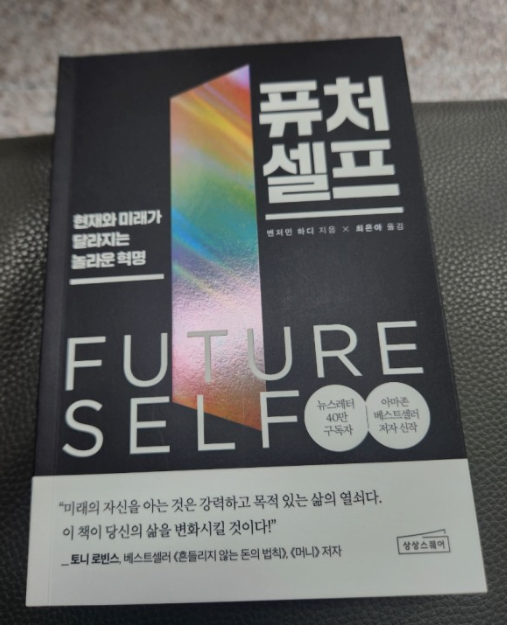 퓨처
셀프
벤저민 하디 지음 × 최은아 옮김
현재와 미래가
달라지는
놀라운 혁명
FUTURE
SELF
뉴스레터
40만
구독자
아마존
베스트셀러
저자 신작
“미래의 자신을 아는 것은 강력하고 목적 있는 삶의 열쇠다.
이 책이 당신의 삶을 변화시킬 것이다!”
_ 토니 로빈스, 베스트셀러 《흔들리지 않는 돈의 법칙》, 《머니》 저자
상상스퀘어